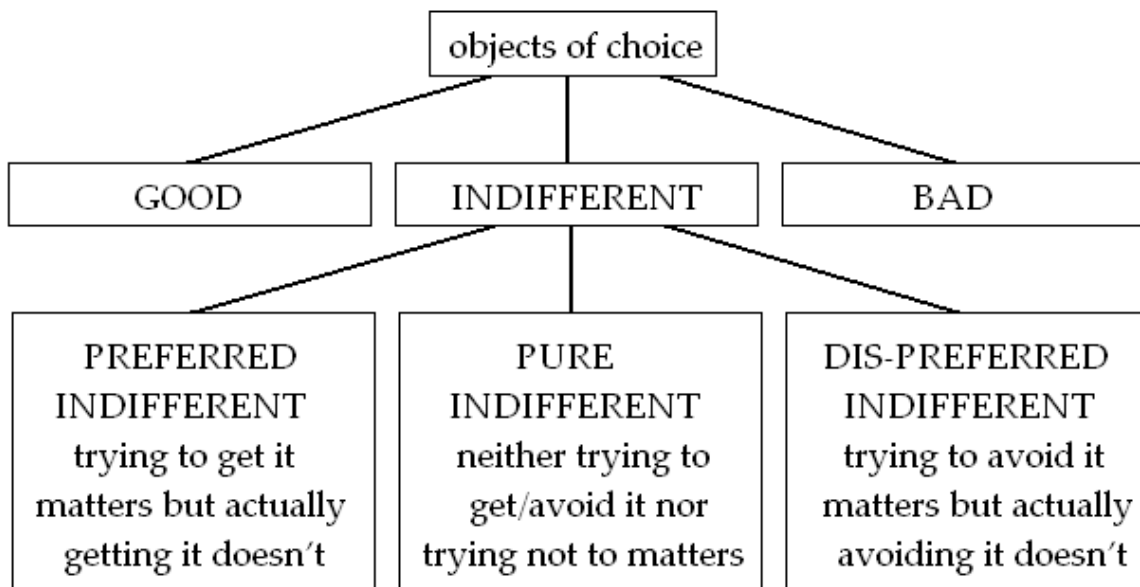 objects of choice
GOOD
INDIFFERENT
BAD
PREFERRED
INDIFFERENT
trying to get it
matters but actually
getting it doesn't
PURE
INDIFFERENT
neither trying to
get/avoid it nor
trying not to matters
DIS-PREFERRED
INDIFFERENT
trying to avoid it
matters but actually
avoiding it doesn't